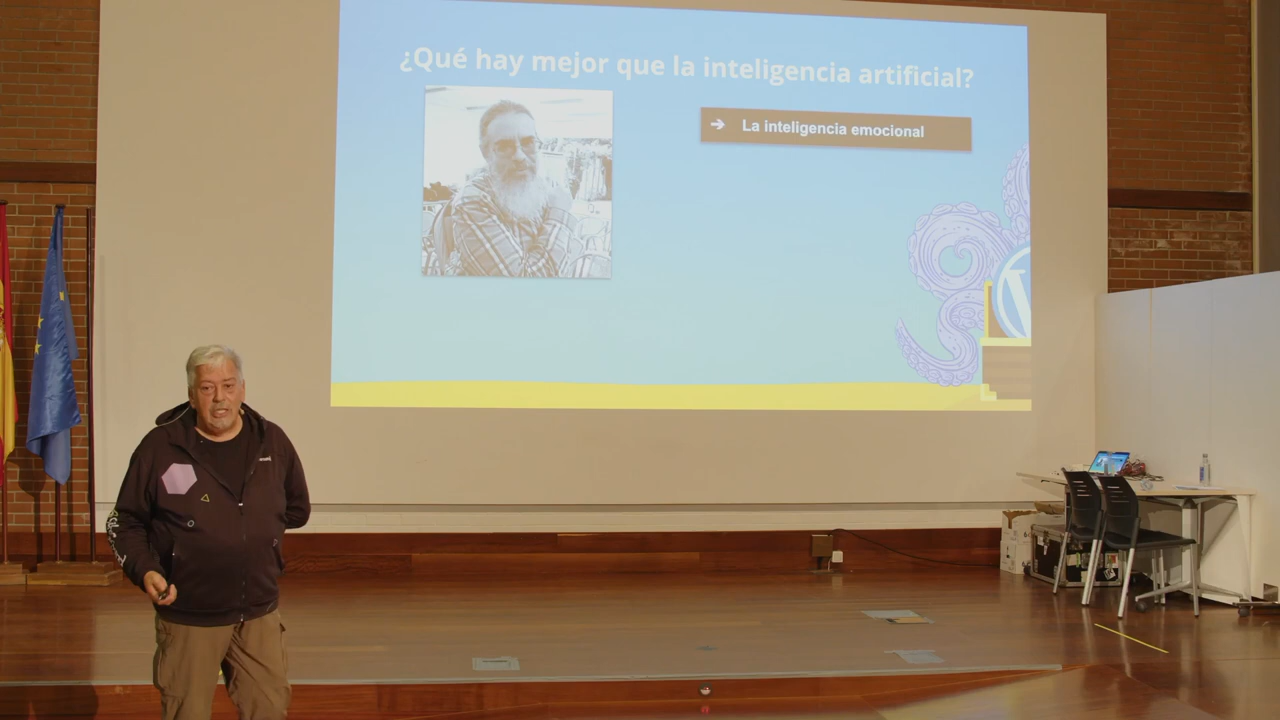 ¿Qué hay mejor que la inteligencia artificial?
➔ La inteligencia emocional